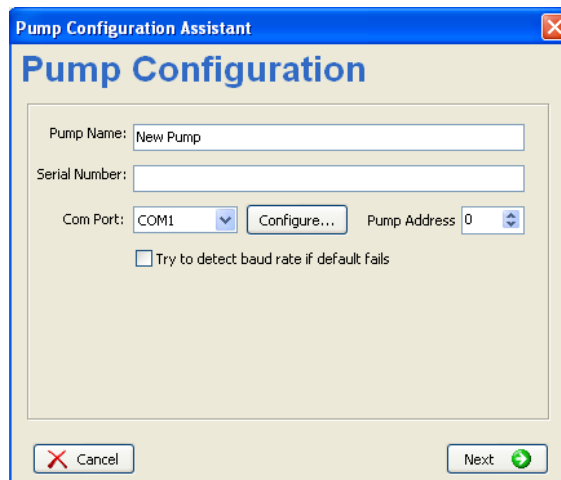 Pump Configuration Assistant
Pump Configuration
Pump Name: New Pump
Serial Number:
Com Port: COM1 Configure... Pump Address 0
Try to detect baud rate if default fails
Cancel Next